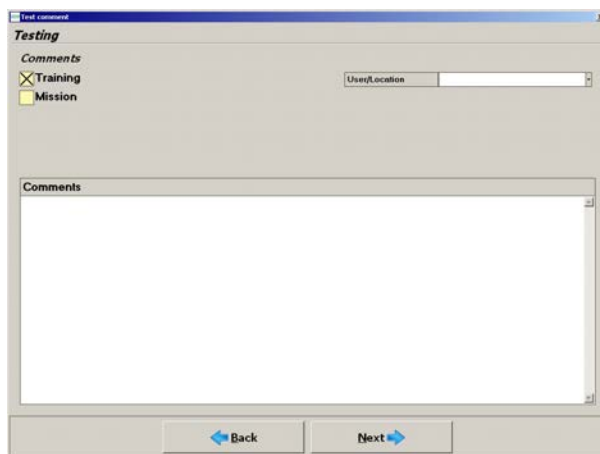 Test comment
Testing
Comments
Training
User/Location
Mission
Comments
Back
Next